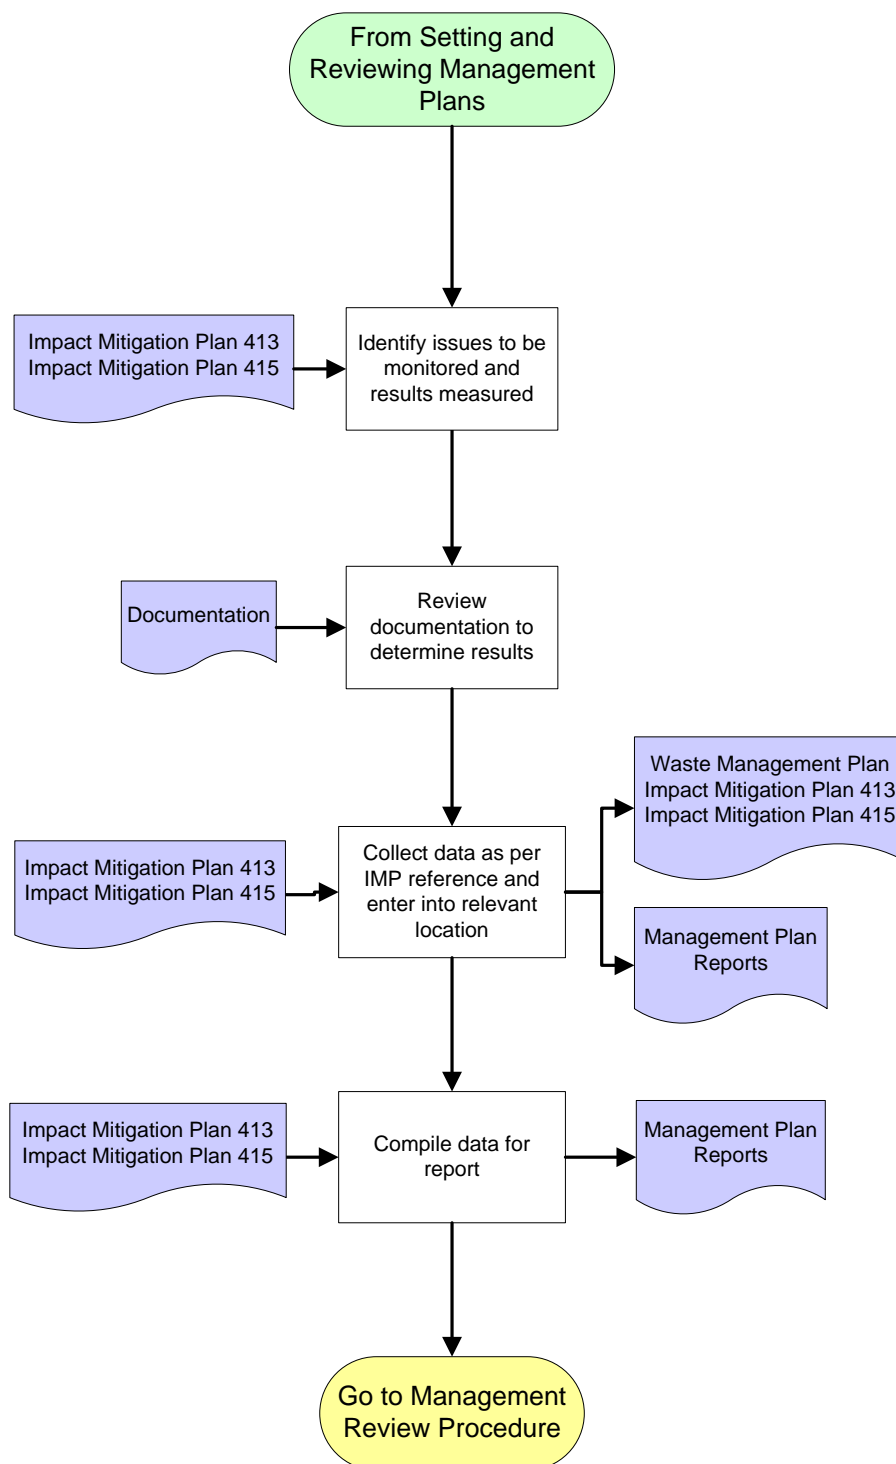 From Setting and
Reviewing Management
Plans
Impact Mitigation Plan 413
Impact Mitigation Plan 415
Identify issues to be
monitored and
results measured
Documentation
Review
documentation to
determine results
Impact Mitigation Plan 413
Impact Mitigation Plan 415
Collect data as per
IMP reference and
enter into relevant
location
Waste Management Plan
Impact Mitigation Plan 413
Impact Mitigation Plan 415
Management Plan
Reports
Impact Mitigation Plan 413
Impact Mitigation Plan 415
Compile data for
report
Management Plan
Reports
Go to Management
Review Procedure